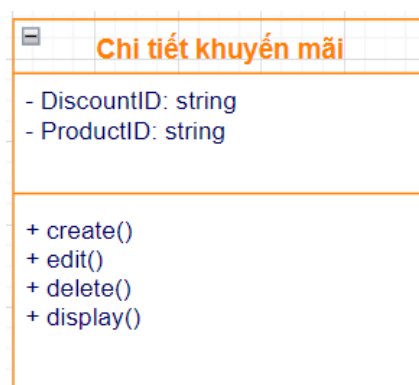 Chi tiết khuyến mãi
- DiscountID: string
- ProductID: string
+ create()
+ edit()
+ delete()
+ display()